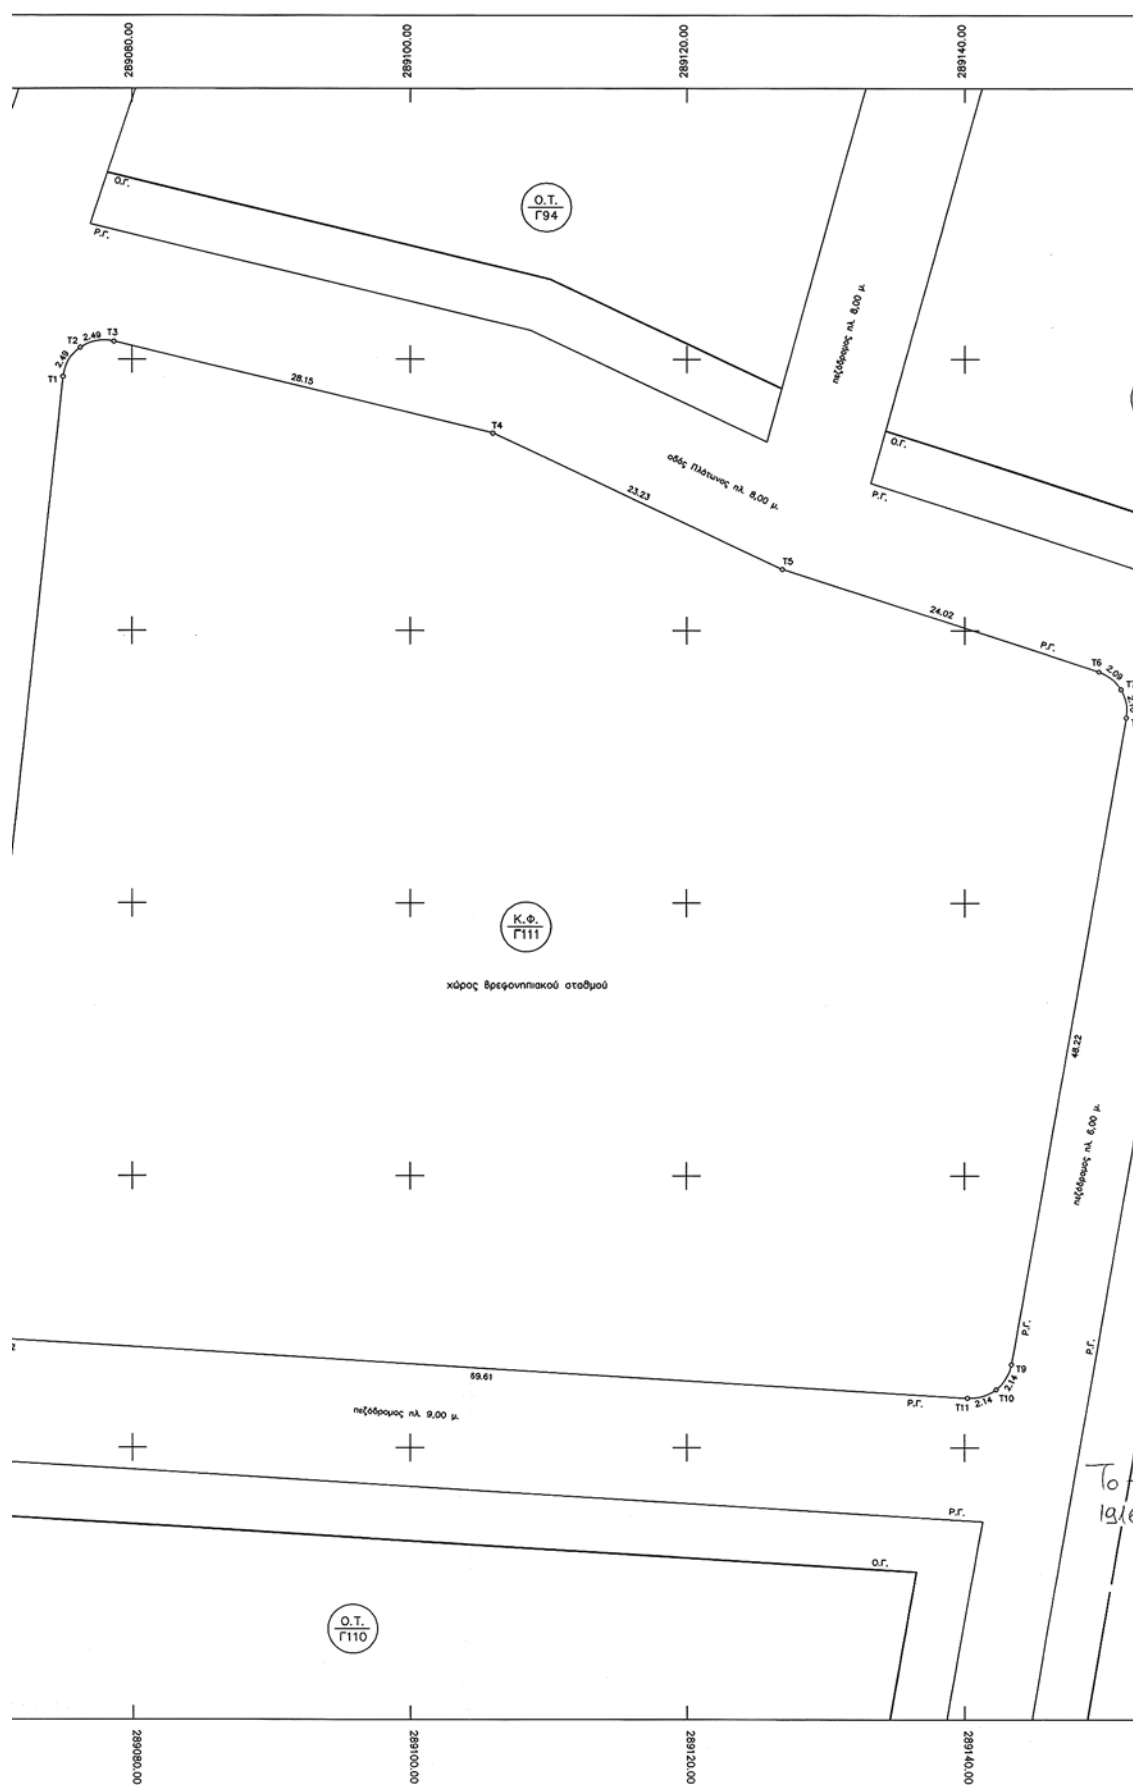 289080.00
289100.00
289120.00
289140.00
Ο.Γ.
Ρ.Γ.
Ο.Τ.
Γ94
πεζόδρομος πλ. 8,00 μ.
T1
2.49
T2
2.49
T3
28.15
T4
οδός Πλάτωνος πλ. 8,00 μ.
23.23
T5
Ο.Γ.
Ρ.Γ.
24.02
Ρ.Γ.
T6
2.09
Κ.Φ.
Γ111
χώρος βρεφονηπιακού σταθμού
48.22
πεζόδρομος πλ. 6,00 μ.
Ρ.Γ.
Ρ.Γ.
T9
2.14
T10
2.14
T11
Ρ.Γ.
69.61
πεζόδρομος πλ. 9,00 μ.
Ρ.Γ.
Ο.Γ.
Το
Ο.Τ.
Γ110
289080.00
289100.00
289120.00
289140.00